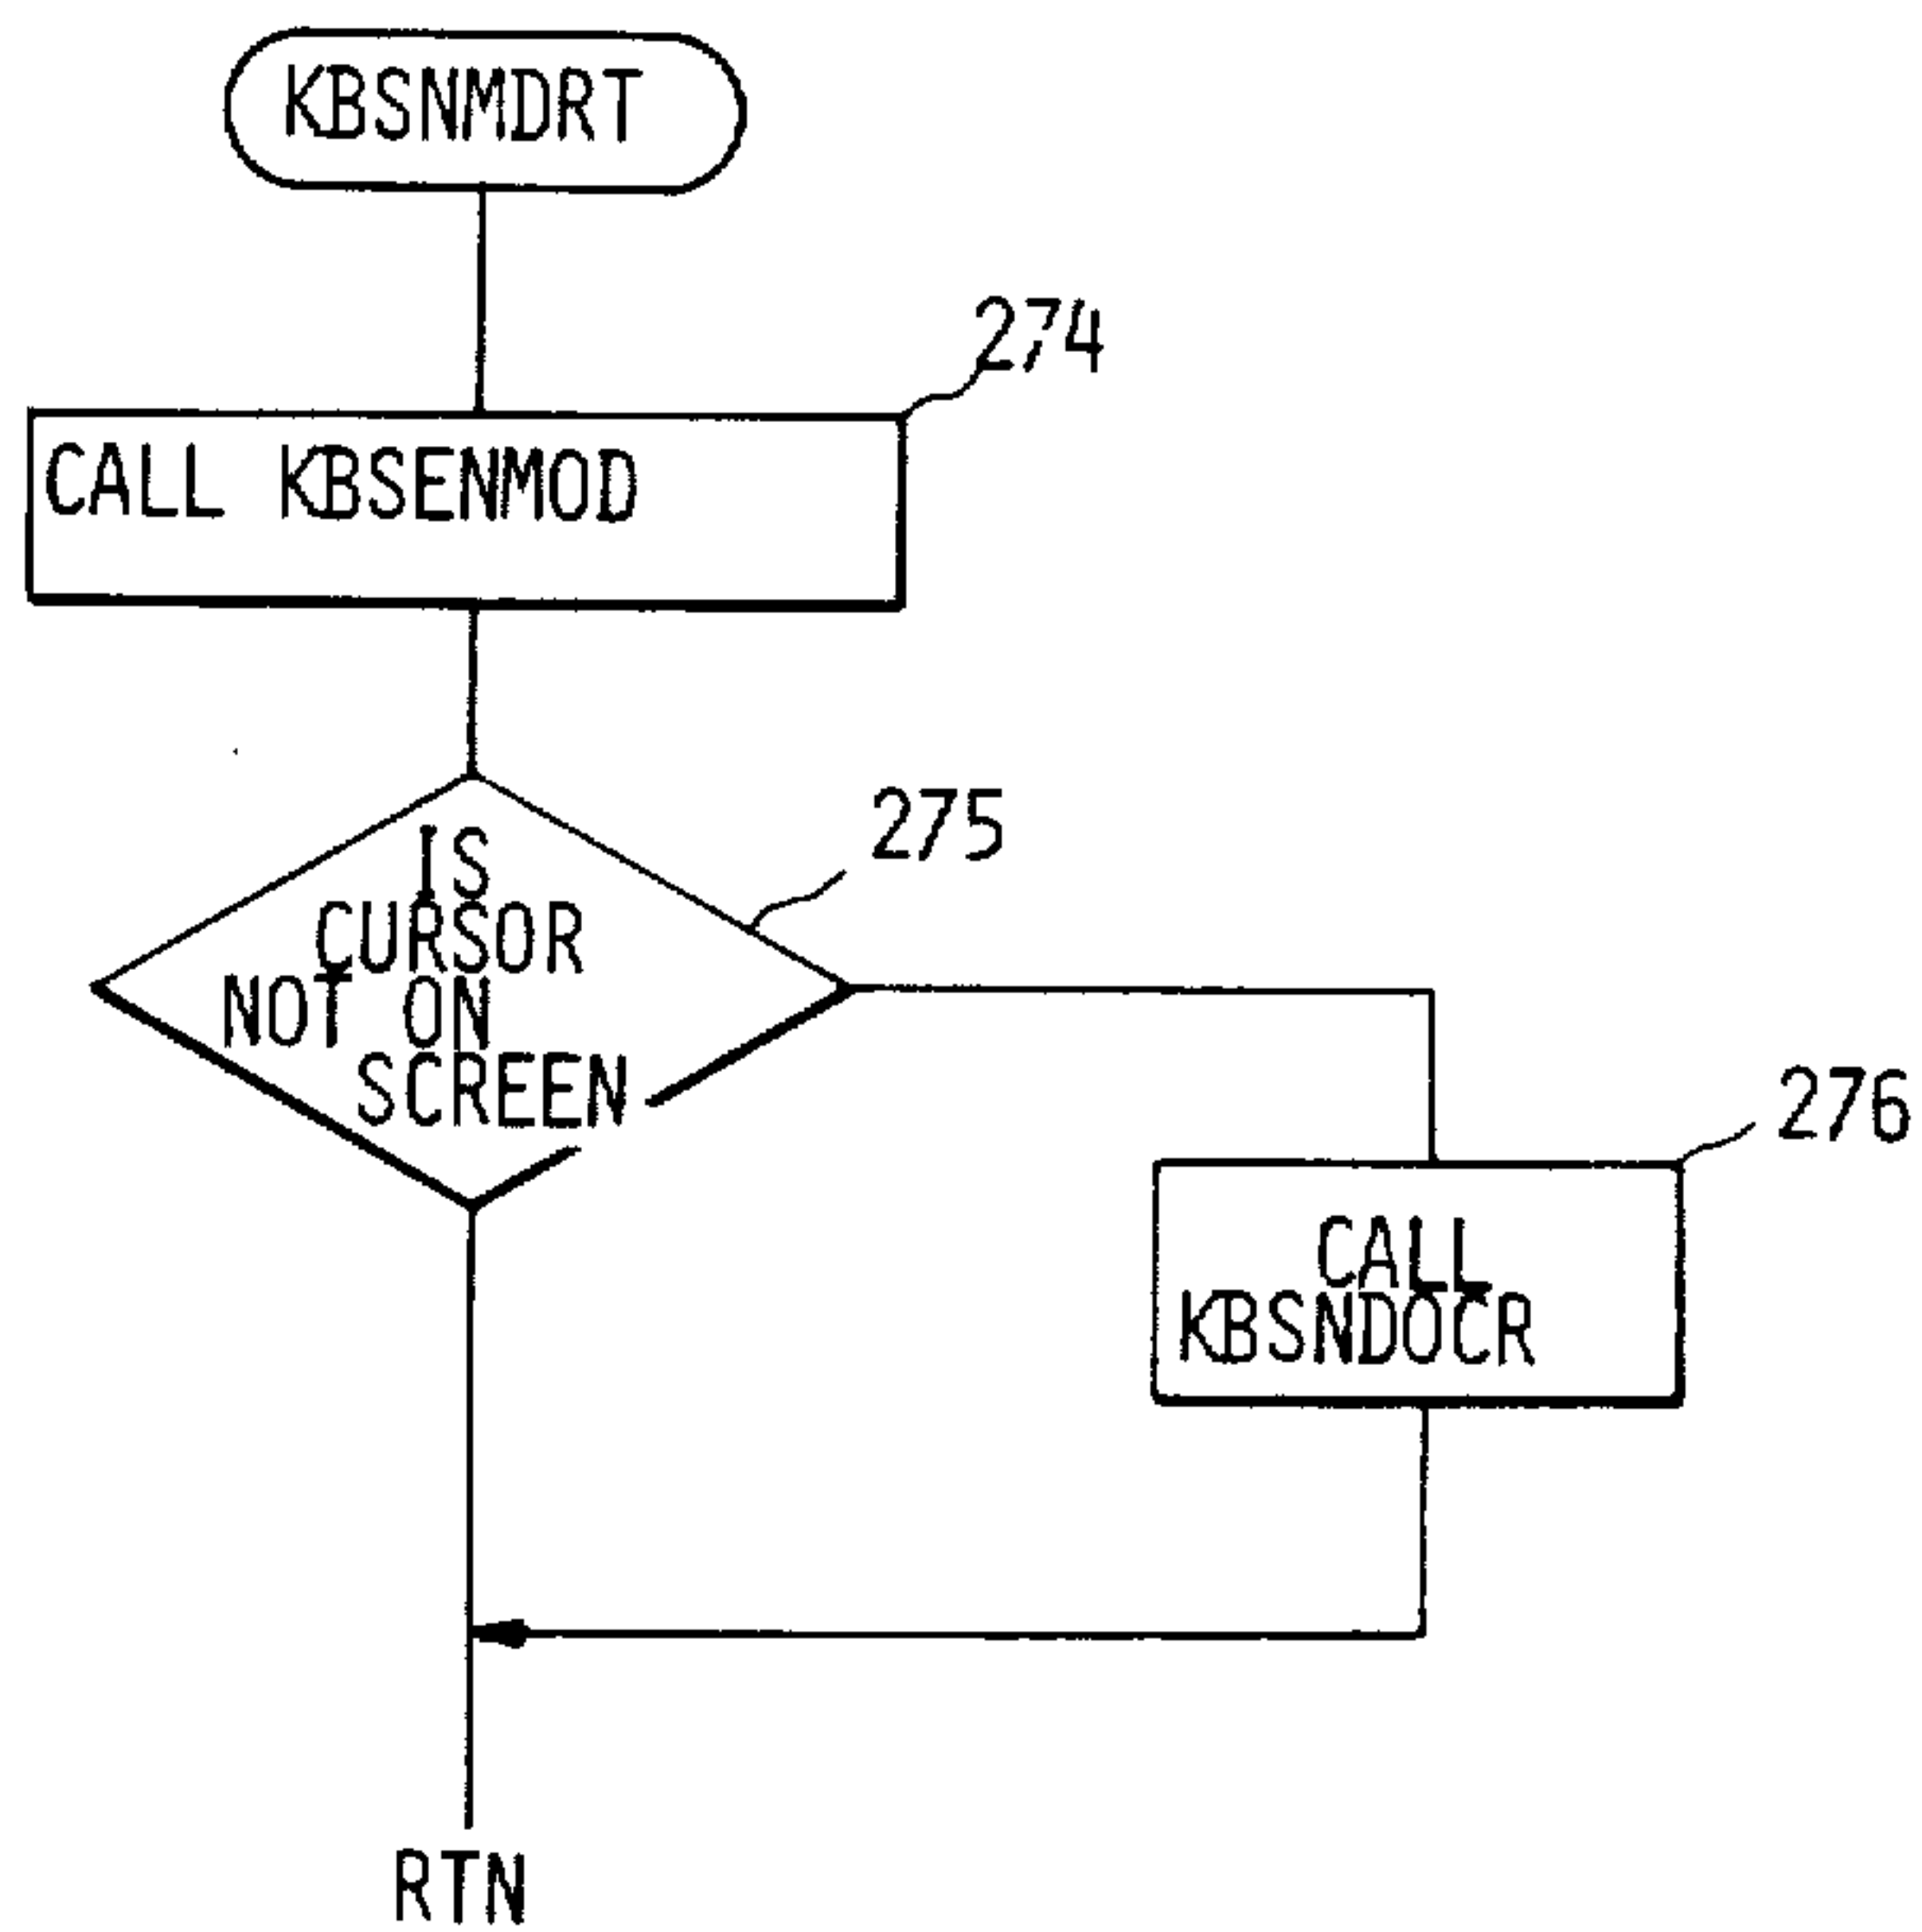 KBSNMDRT
274
CALL KBSENMOD
275
IS
CURSOR
NOT ON
SCREEN
276
CALL
KBSNDOCR
RTN